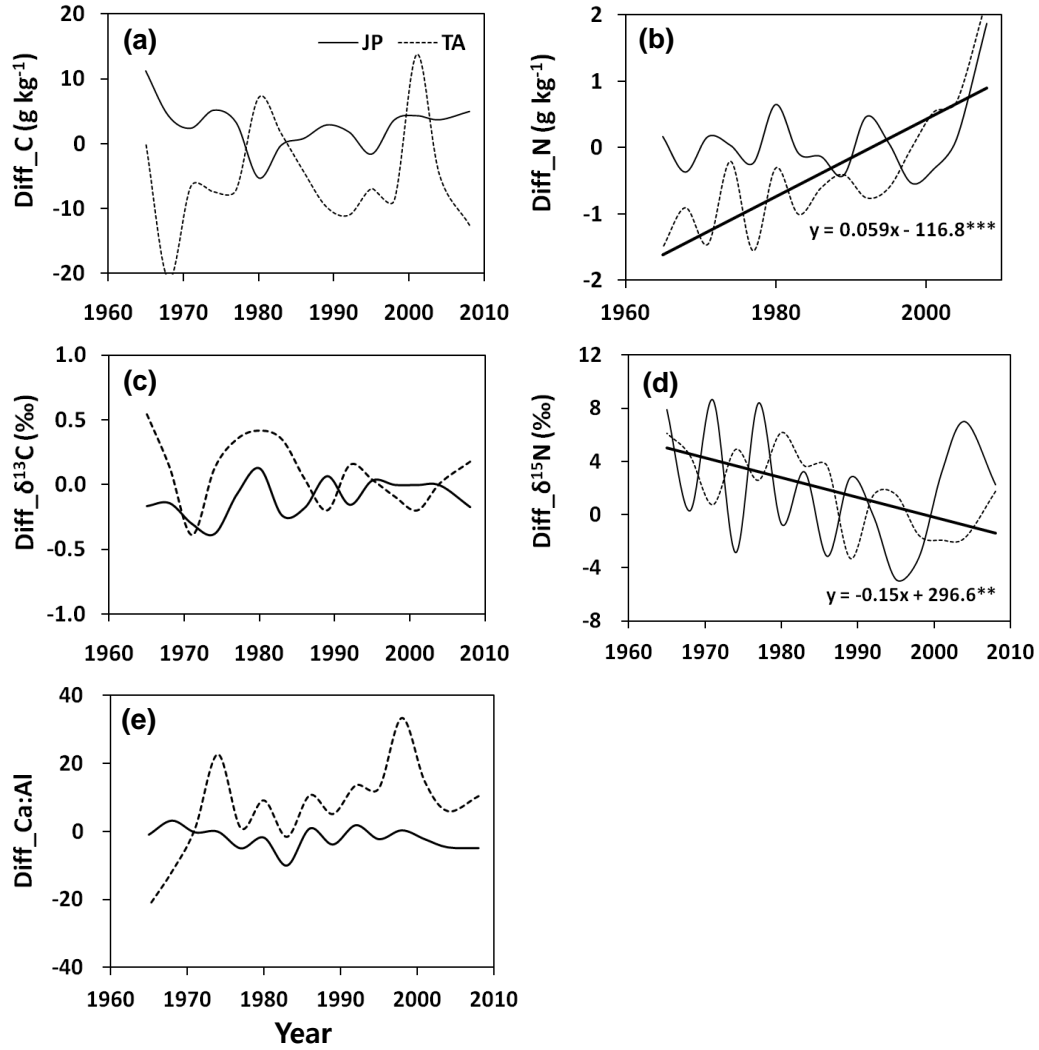 (a)
JP TA
Diff_C (g kg⁻¹)
20
10
0
-10
-20
1960 1970 1980 1990 2000 2010
(b)
Diff_N (g kg⁻¹)
2
1
0
-1
-2
y = 0.059x - 116.8***
1960 1980 2000
(c)
Diff_δ¹³C (‰)
1.0
0.5
0.0
-0.5
-1.0
1960 1970 1980 1990 2000 2010
(d)
Diff_δ¹⁵N (‰)
12
8
4
0
-4
-8
y = -0.15x + 296.6**
1960 1970 1980 1990 2000 2010
(e)
Diff_Ca:Al
40
20
0
-20
-40
1960 1970 1980 1990 2000 2010
Year